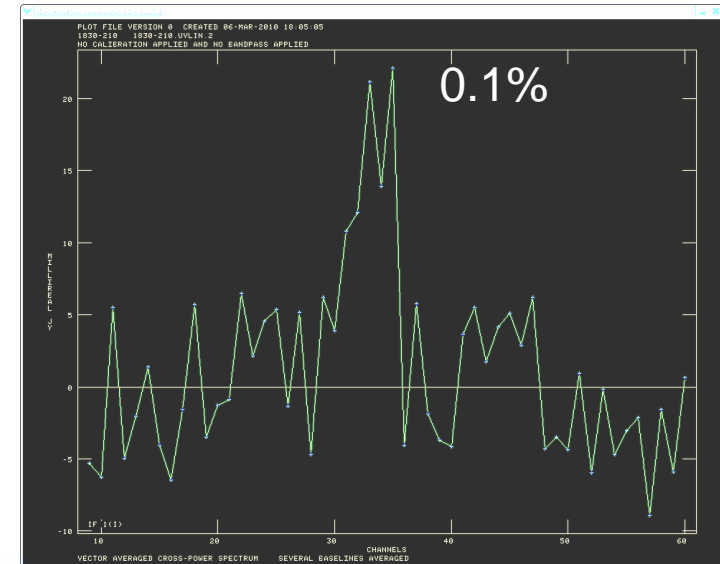 PLOT FILE VERSION 0 CREATED 06-MAR-2010 18:05:05
1830-210 1830-210.UVLIN.2
NO CALIBRATION APPLIED AND NO BANDPASS APPLIED
0.1%
20
15
10
5
0
-5
-10
MILLIREAL JY
IF 1(I)
10 20 30 40 50 60
CHANNELS
VECTOR AVERAGED CROSS-POWER SPECTRUM SEVERAL BASELINES AVERAGED